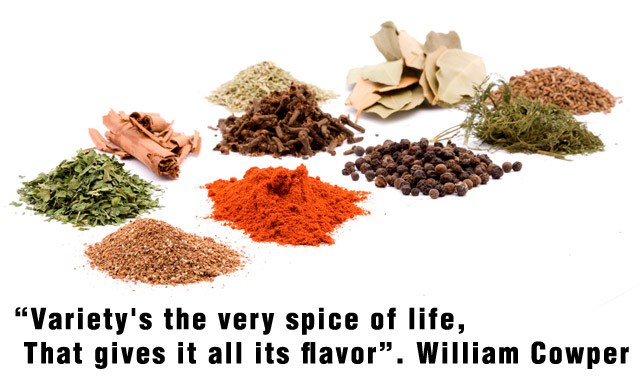 “Variety's the very spice of life,
That gives it all its flavor”. William Cowper